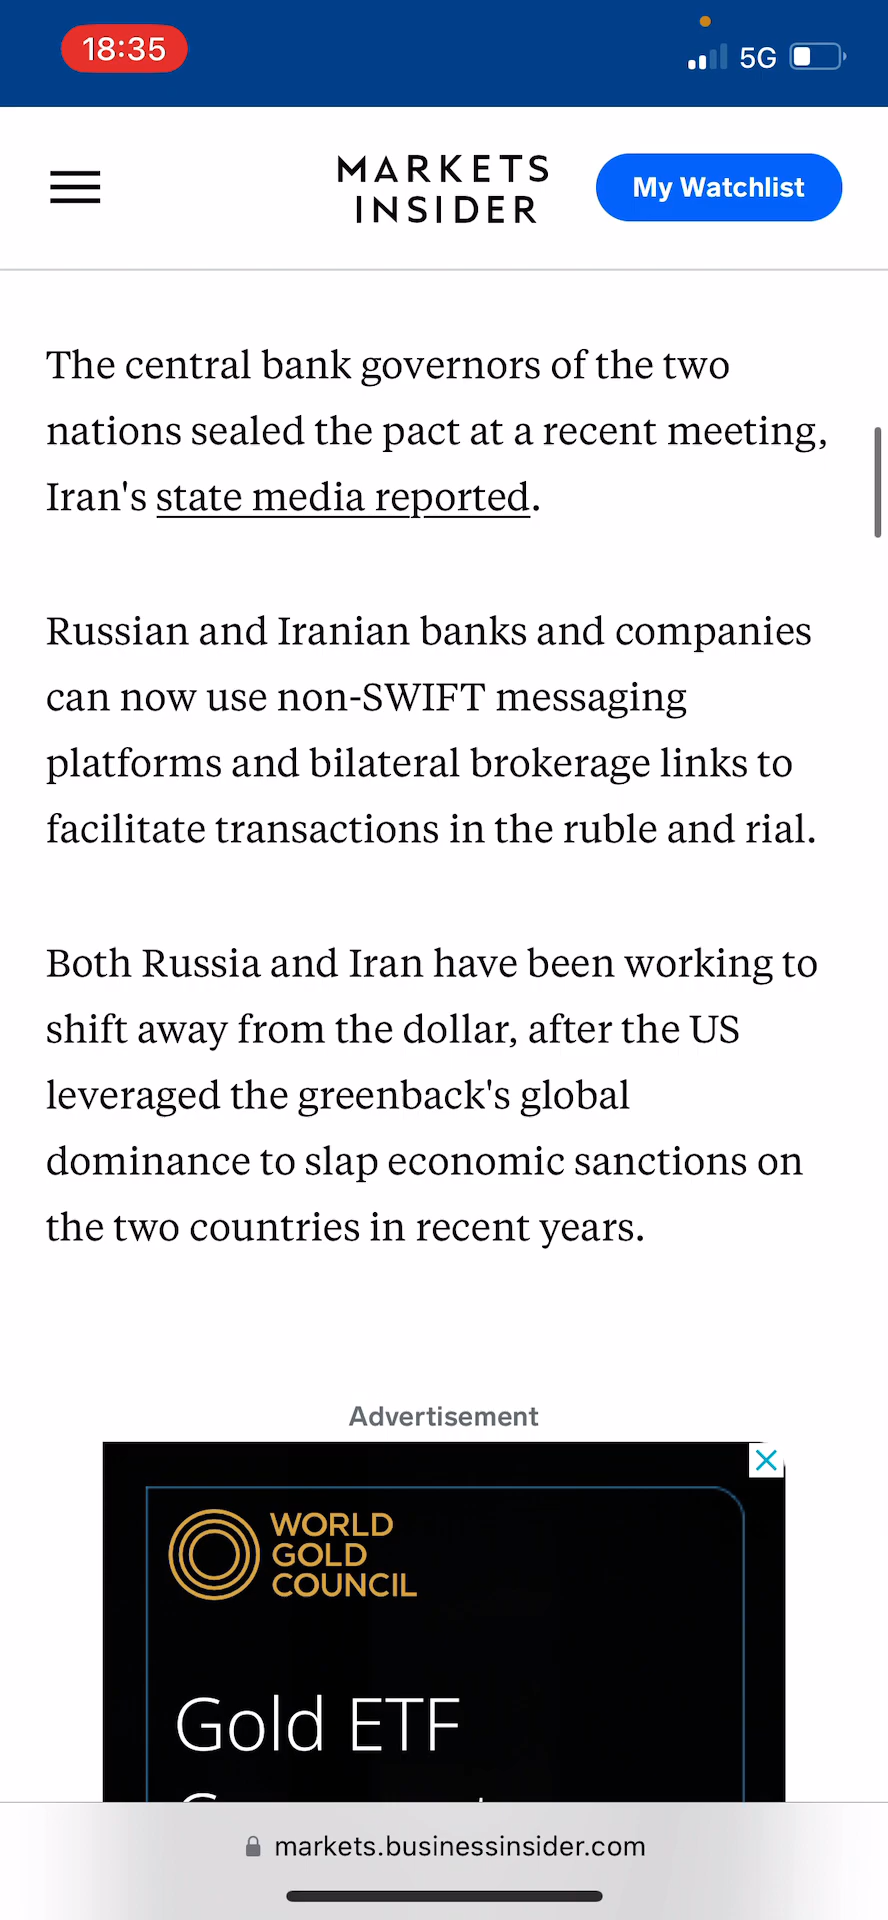 18:35
5G
MARKETS
INSIDER
My Watchlist
The central bank governors of the two
nations sealed the pact at a recent meeting,
Iran's state media reported.
Russian and Iranian banks and companies
can now use non-SWIFT messaging
platforms and bilateral brokerage links to
facilitate transactions in the ruble and rial.
Both Russia and Iran have been working to
shift away from the dollar, after the US
leveraged the greenback's global
dominance to slap economic sanctions on
the two countries in recent years.
Advertisement
WORLD
GOLD
COUNCIL
Gold ETF
markets.businessinsider.com